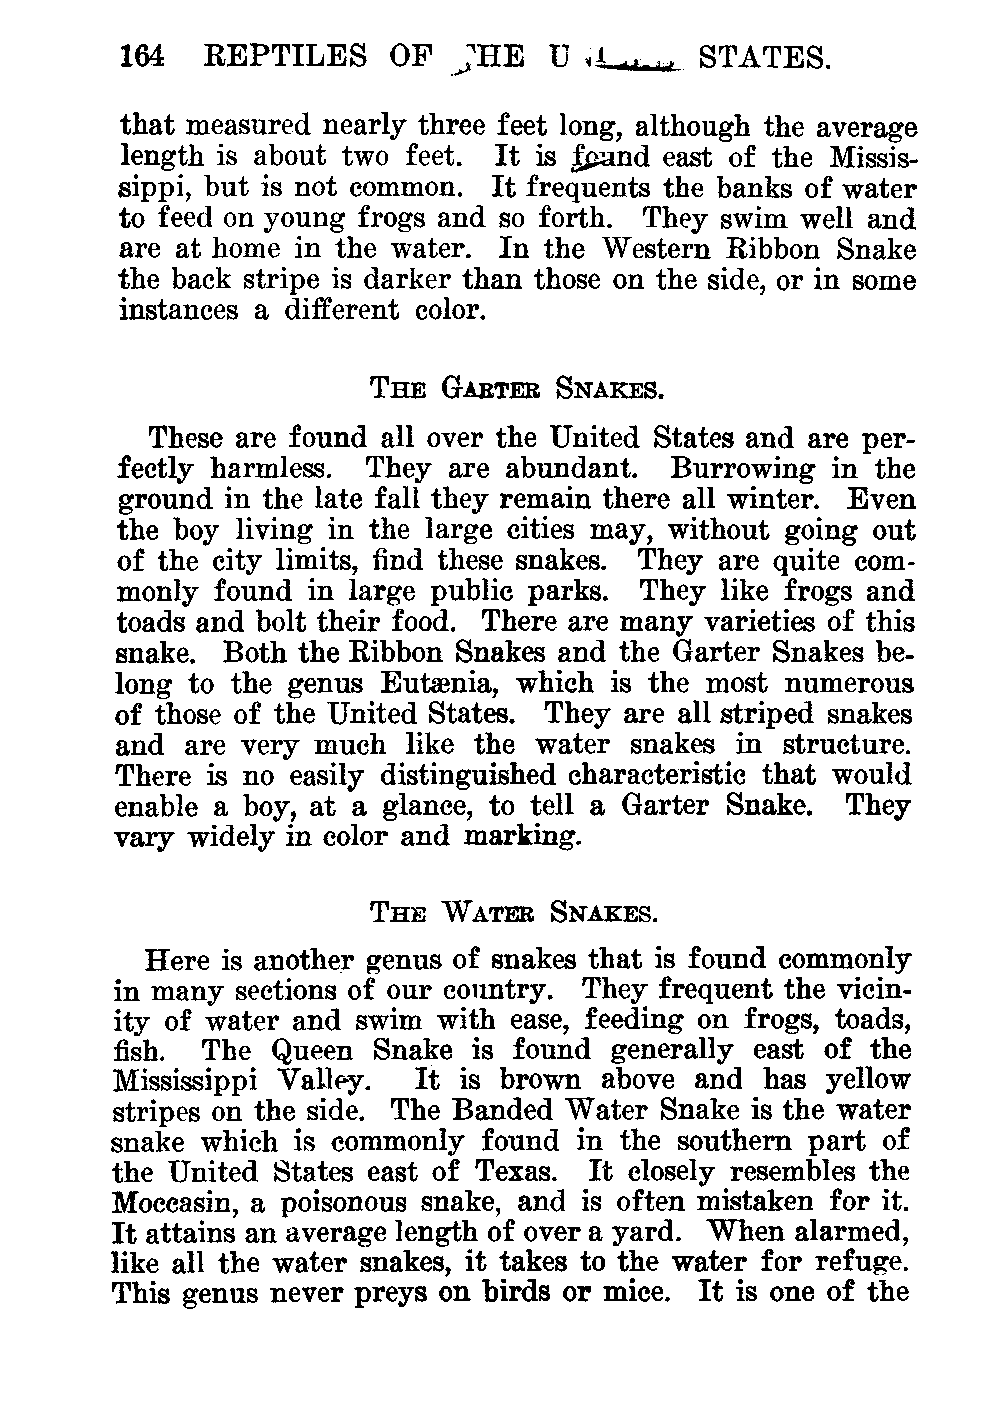 164 REPTILES OF THE U STATES.
that measured nearly three feet long, although the average
length is about two feet. It is found east of the Missis-
sippi, but is not common. It frequents the banks of water
to feed on young frogs and so forth. They swim well and
are at home in the water. In the Western Ribbon Snake
the back stripe is darker than those on the side, or in some
instances a different color.
THE GARTER SNAKES.
These are found all over the United States and are per-
fectly harmless. They are abundant. Burrowing in the
ground in the late fall they remain there all winter. Even
the boy living in the large cities may, without going out
of the city limits, find these snakes. They are quite com-
monly found in large public parks. They like frogs and
toads and bolt their food. There are many varieties of this
snake. Both the Ribbon Snakes and the Garter Snakes be-
long to the genus Eutænia, which is the most numerous
of those of the United States. They are all striped snakes
and are very much like the water snakes in structure.
There is no easily distinguished characteristic that would
enable a boy, at a glance, to tell a Garter Snake. They
vary widely in color and marking.
THE WATER SNAKES.
Here is another genus of snakes that is found commonly
in many sections of our country. They frequent the vicin-
ity of water and swim with ease, feeding on frogs, toads,
fish. The Queen Snake is found generally east of the
Mississippi Valley. It is brown above and has yellow
stripes on the side. The Banded Water Snake is the water
snake which is commonly found in the southern part of
the United States east of Texas. It closely resembles the
Moccasin, a poisonous snake, and is often mistaken for it.
It attains an average length of over a yard. When alarmed,
like all the water snakes, it takes to the water for refuge.
This genus never preys on birds or mice. It is one of the